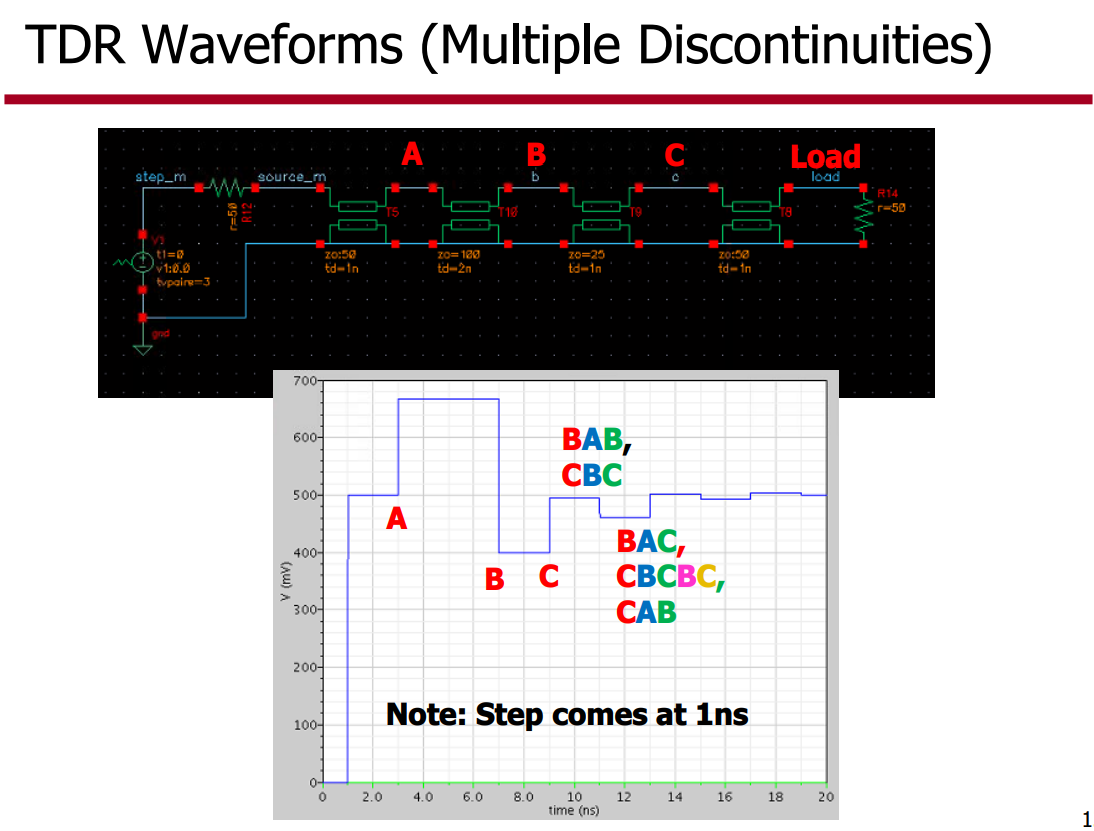 TDR Waveforms (Multiple Discontinuities)
A B C Load
step_m source_m b c load
R12
r=50
T5 T10 T9 T8
R14
r=50
zo:50 zo=100 zo=25 zo:50
td=1n td=2n td=1n td=1n
t1=0
v1:0.0
tvpairs=3
gnd
700
600
500
400
300
200
100
0
V (mV)
BAB,
CBC
A
B C
BAC,
CBCBC,
CAB
Note: Step comes at 1ns
0 2.0 4.0 6.0 8.0 10 12 14 16 18 20
time (ns)
1